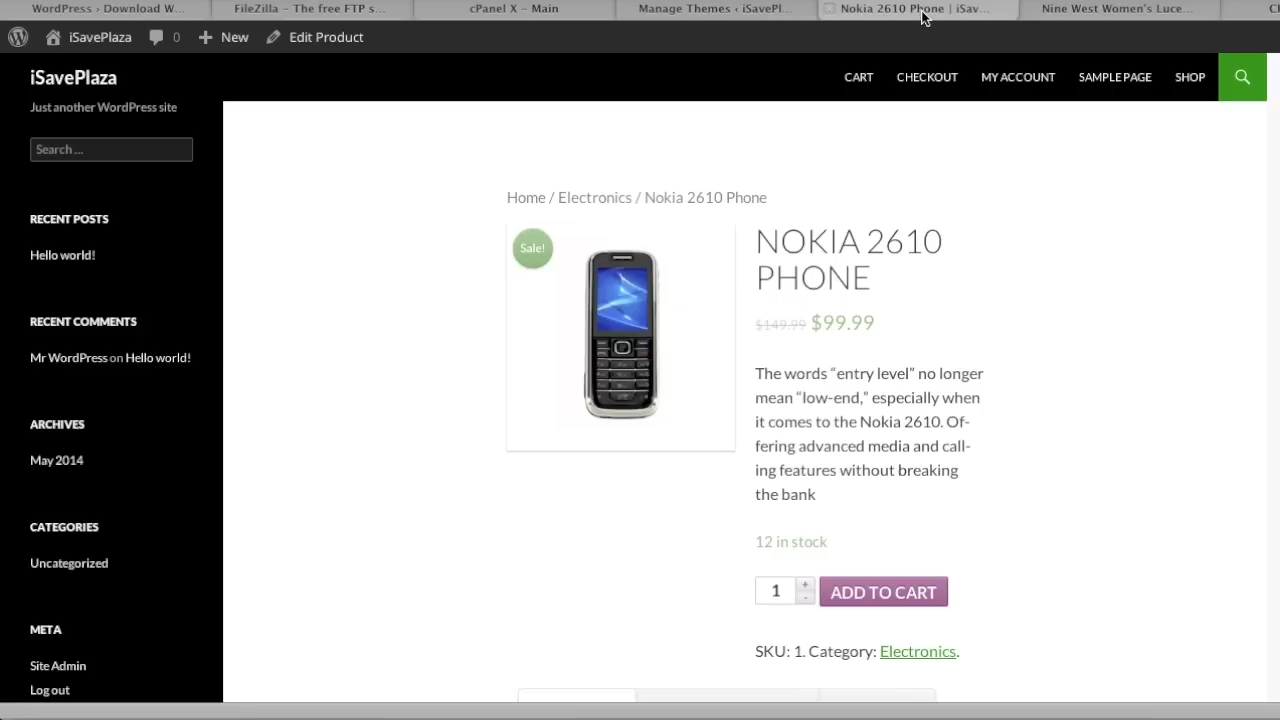 WordPress › Download W...
FileZilla - The free FTP s...
cPanel X - Main
Manage Themes ‹ iSavePl...
Nokia 2610 Phone | iSav...
Nine West Women's Luce...
iSavePlaza
0
New
Edit Product
iSavePlaza
CART
CHECKOUT
MY ACCOUNT
SAMPLE PAGE
SHOP
Just another WordPress site
Search ...
RECENT POSTS
Hello world!
RECENT COMMENTS
Mr WordPress on Hello world!
ARCHIVES
May 2014
CATEGORIES
Uncategorized
META
Site Admin
Log out
Home / Electronics / Nokia 2610 Phone
Sale!
NOKIA 2610
PHONE
$149.99 $99.99
The words “entry level” no longer
mean “low-end,” especially when
it comes to the Nokia 2610. Of-
fering advanced media and call-
ing features without breaking
the bank
12 in stock
1
+
-
ADD TO CART
SKU: 1. Category: Electronics.